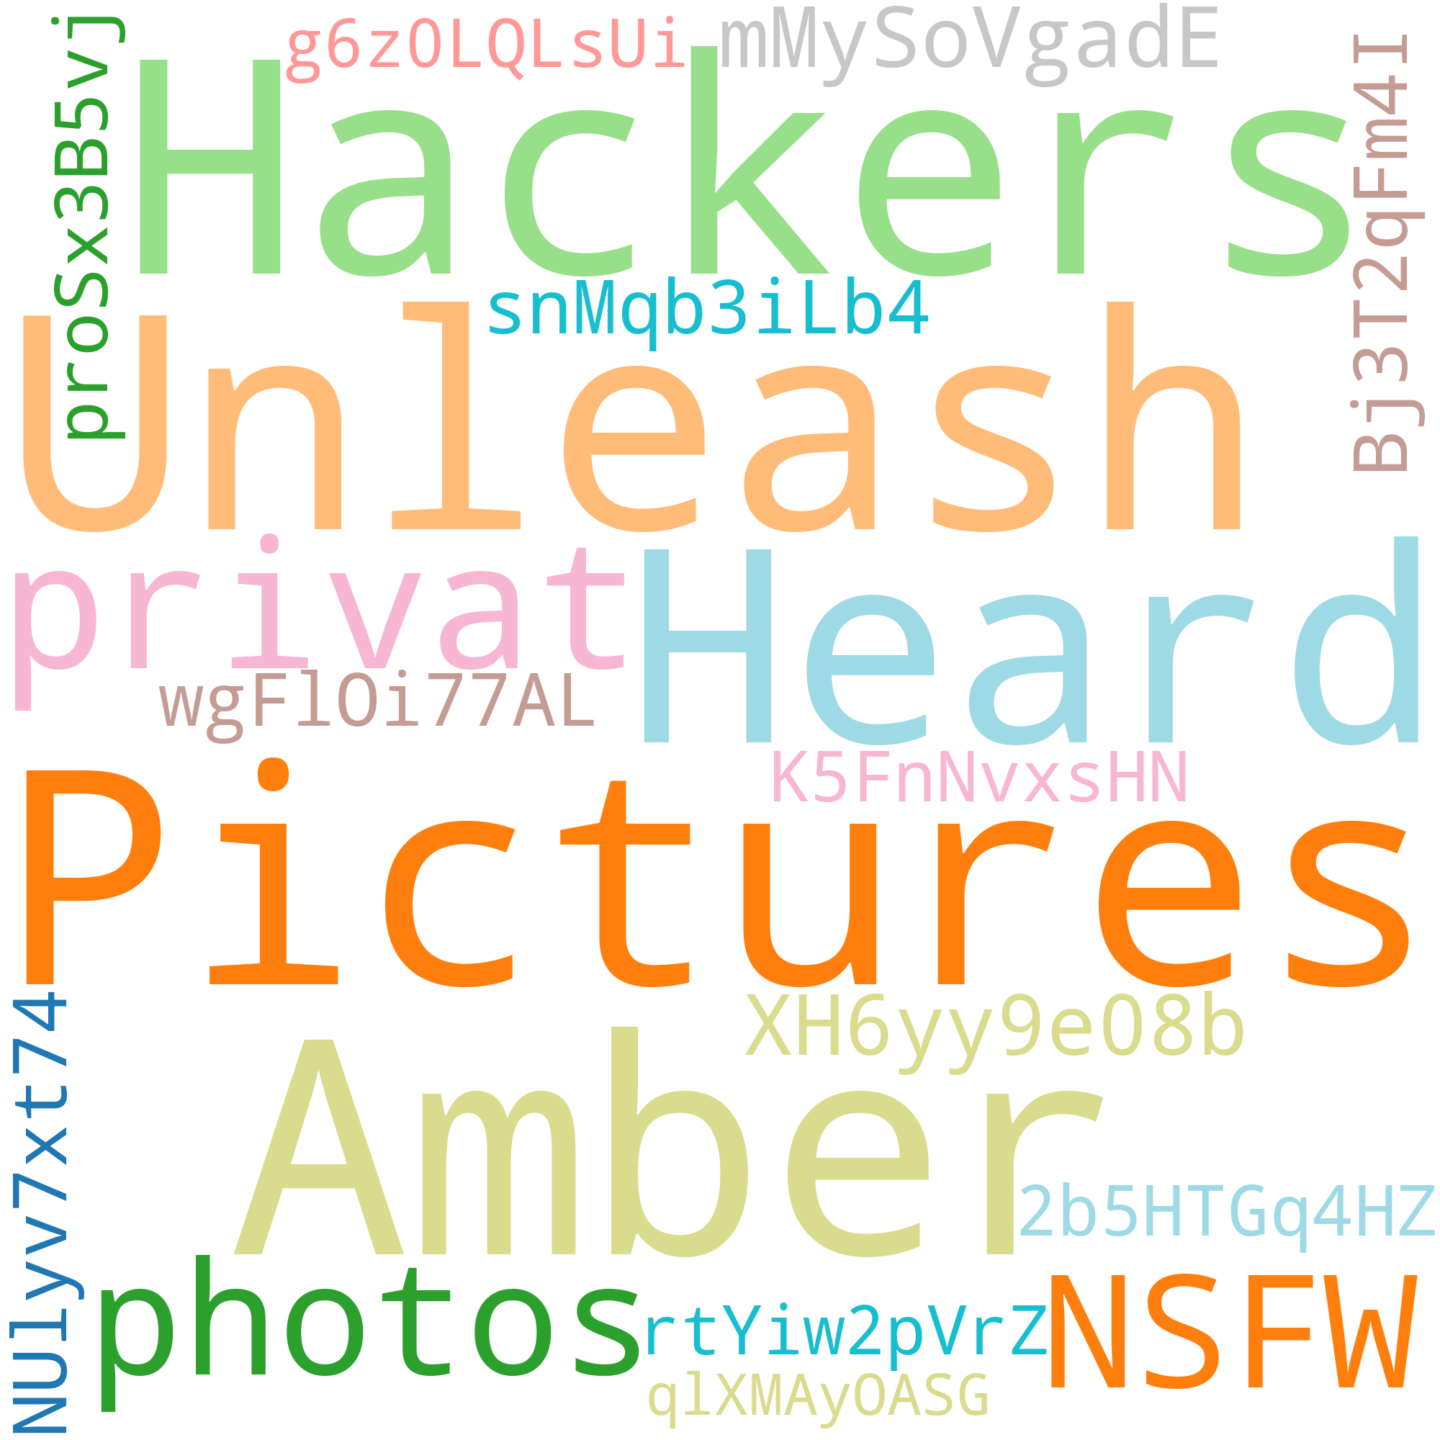 g6z0LQLsUi
mMySoVgadE
proSx3B5vj
Hackers
Bj3T2qFm4I
snMqb3iLb4
Unleash
privat
Heard
wgFlOi77AL
K5FnNvxsHN
Pictures
XH6yy9e08b
NUlyv7xt74
Amber
2b5HTGq4HZ
photos
rtYiw2pVrZ
NSFW
qlXMAyOASG